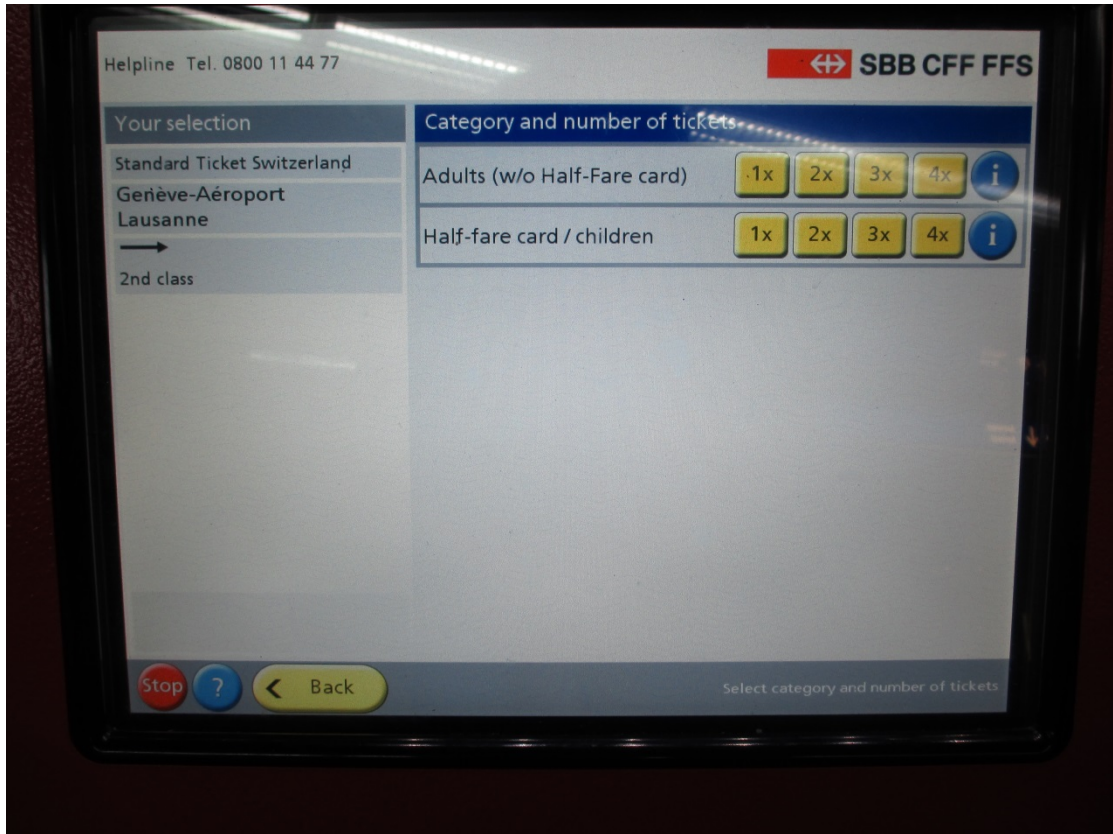 Helpline Tel. 0800 11 44 77
SBB CFF FFS
Your selection
Standard Ticket Switzerland
Genève-Aéroport
Lausanne
2nd class
Category and number of tickets
Adults (w/o Half-Fare card) 1x 2x 3x 4x i
Half-fare card / children 1x 2x 3x 4x i
Stop ? Back
Select category and number of tickets